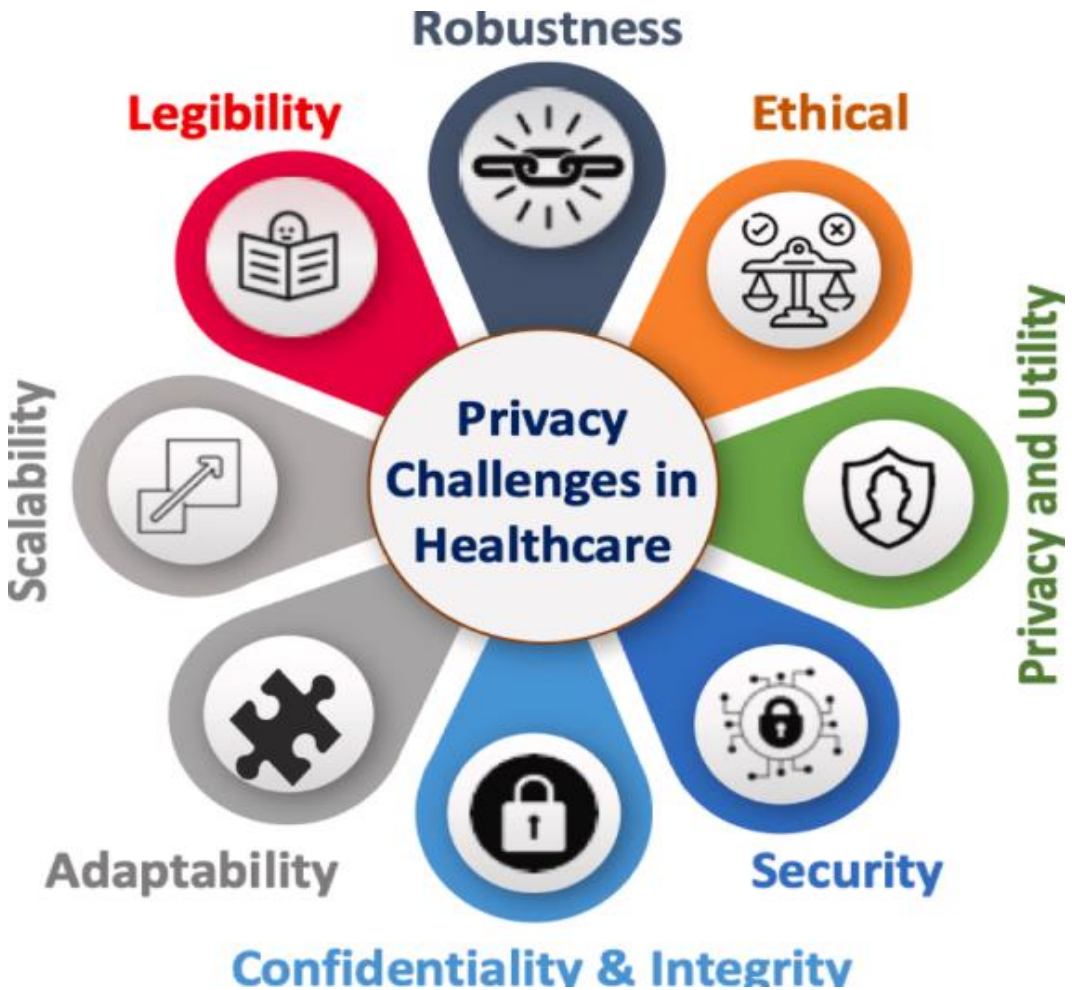 Robustness
Legibility
Ethical
Privacy and Utility
Scalability
Privacy
Challenges in
Healthcare
Adaptability
Security
Confidentiality & Integrity